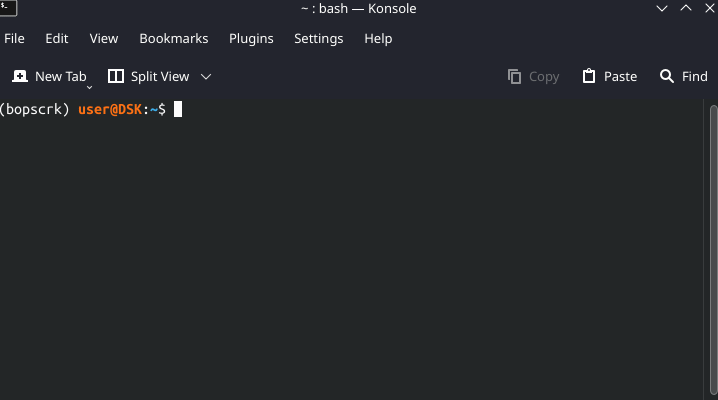 ~ : bash — Konsole
File Edit View Bookmarks Plugins Settings Help
New Tab Split View Copy Paste Find
(bopscrk) user@DSK:~$